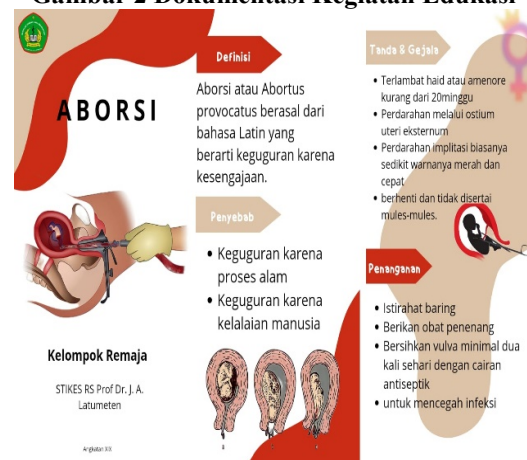 Gambar 2 Dokumentasi Kegiatan Edukasi
ABORSI
Kelompok Remaja
STIKES RS Prof Dr. J. A.
Latumeten
Angkatan XIX
Definisi
Aborsi atau Abortus
provocatus berasal dari
bahasa Latin yang
berarti keguguran karena
kesengajaan.
Penyebab
• Keguguran karena
proses alam
• Keguguran karena
kelalaian manusia
Tanda & Gejala
• Terlambat haid atau amenore
kurang dari 20minggu
• Perdarahan melalui ostium
uteri eksternum
• Perdarahan implitasi biasanya
sedikit warnanya merah dan
cepat
• berhenti dan tidak disertai
mules-mules.
Penanganan
• Istirahat baring
• Berikan obat penenang
• Bersihkan vulva minimal dua
kali sehari dengan cairan
antiseptik
• untuk mencegah infeksi